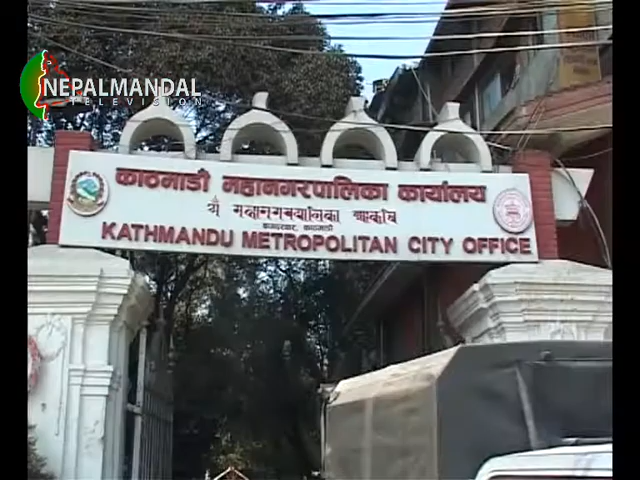 NEPALMANDAL
TELEVISION
काठमाडौं महानगरपालिका कार्यालय
KATHMANDU METROPOLITAN CITY OFFICE